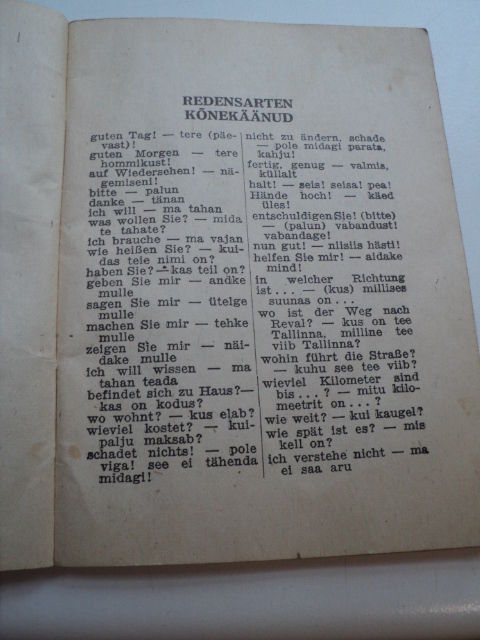 REDENSARTEN
KÕNEKÄÄNUD
guten Tag! — tere (päe-
vast)!
guten Morgen — tere
hommikust!
auf Wiedersehen! — nä-
gemiseni!
bitte — palun
danke — tänan
ich will — ma tahan
was wollen Sie? — mida
te tahate?
ich brauche — ma vajan
wie heißen Sie? — kui-
das teie nimi on?
haben Sie? — kas teil on?
geben Sie mir — andke
mulle
sagen Sie mir — ütelge
mulle
machen Sie mir — tehke
mulle
zeigen Sie mir — näi-
dake mulle
ich will wissen — ma
tahan teada
befindet sich zu Haus?—
kas on kodus?
wo wohnt? — kus elab?
wieviel kostet? — kui-
palju maksab?
schadet nichts! — pole
viga! see ei tähenda
midagi!
nicht zu ändern, schade
— pole midagi parata,
kahju!
fertig, genug — valmis,
küllalt
halt! — seis! seisa! pea!
Hände hoch! — käed
üles!
entschuldigen Sie! (bitte)
— (palun) vabandust!
vabandage!
nun gut! — niisiis hästi!
helfen Sie mir! — aidake
mind!
in welcher Richtung
ist ... — (kus) millises
suunas on ...
wo ist der Weg nach
Reval? — kus on tee
Tallinna, milline tee
viib Tallinna?
wohin führt die Straße?
— kuhu see tee viib?
wieviel Kilometer sind
bis ... ? — mitu kilo-
meetrit on ... ?
wie weit? — kui kaugel?
wie spät ist es? — mis
kell on?
ich verstehe nicht — ma
ei saa aru